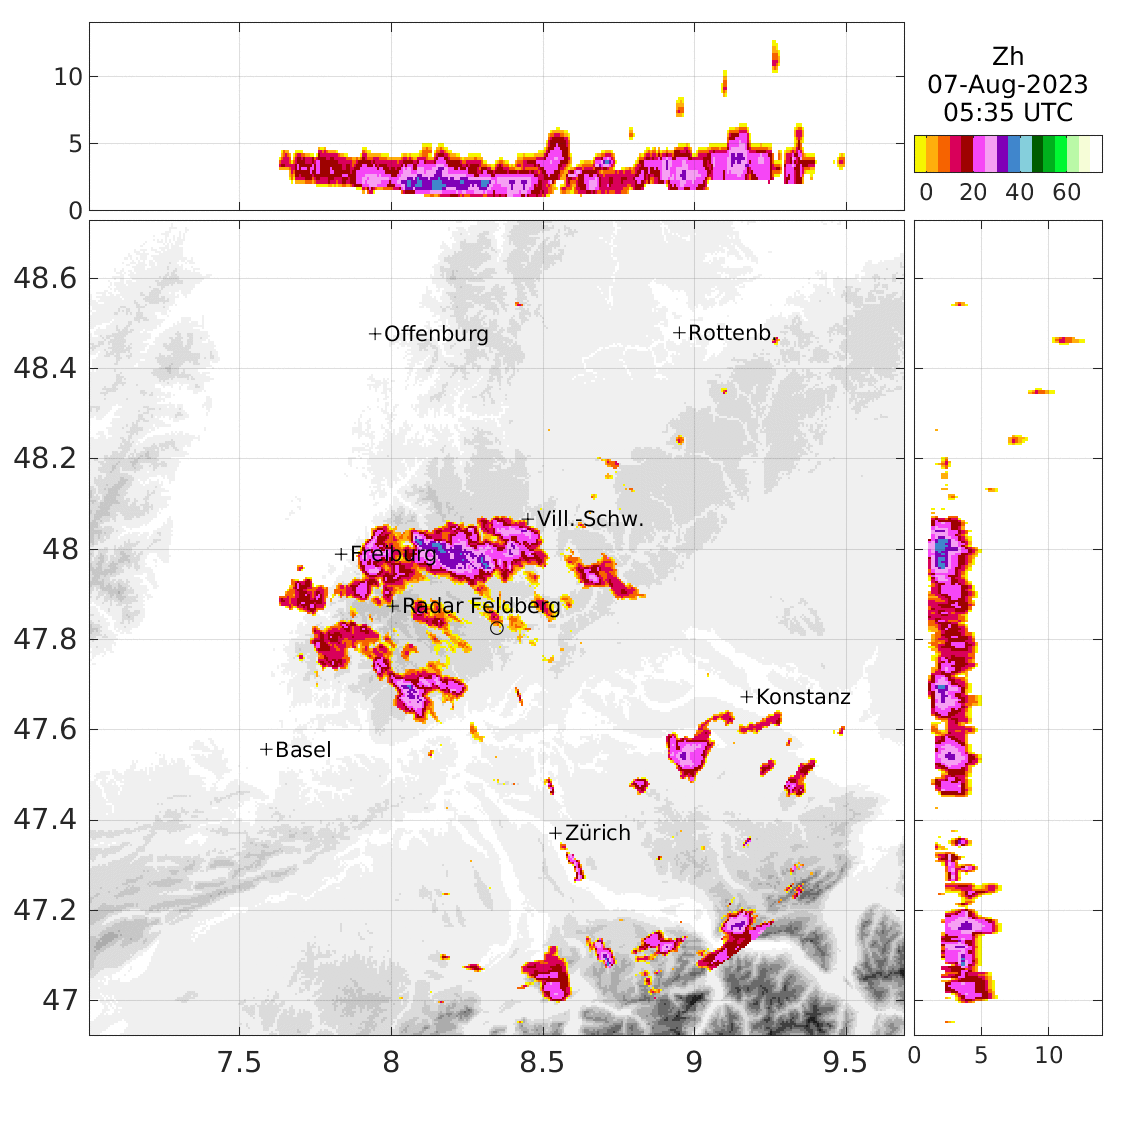 10
5
0
Zh
07-Aug-2023
05:35 UTC
0 20 40 60
48.6
48.4
48.2
48
47.8
47.6
47.4
47.2
47
+Offenburg
+Rottenb.
+Vill.-Schw.
+Freiburg
+Radar Feldberg
+Konstanz
+Basel
+Zürich
7.5 8 8.5 9 9.5
0 5 10